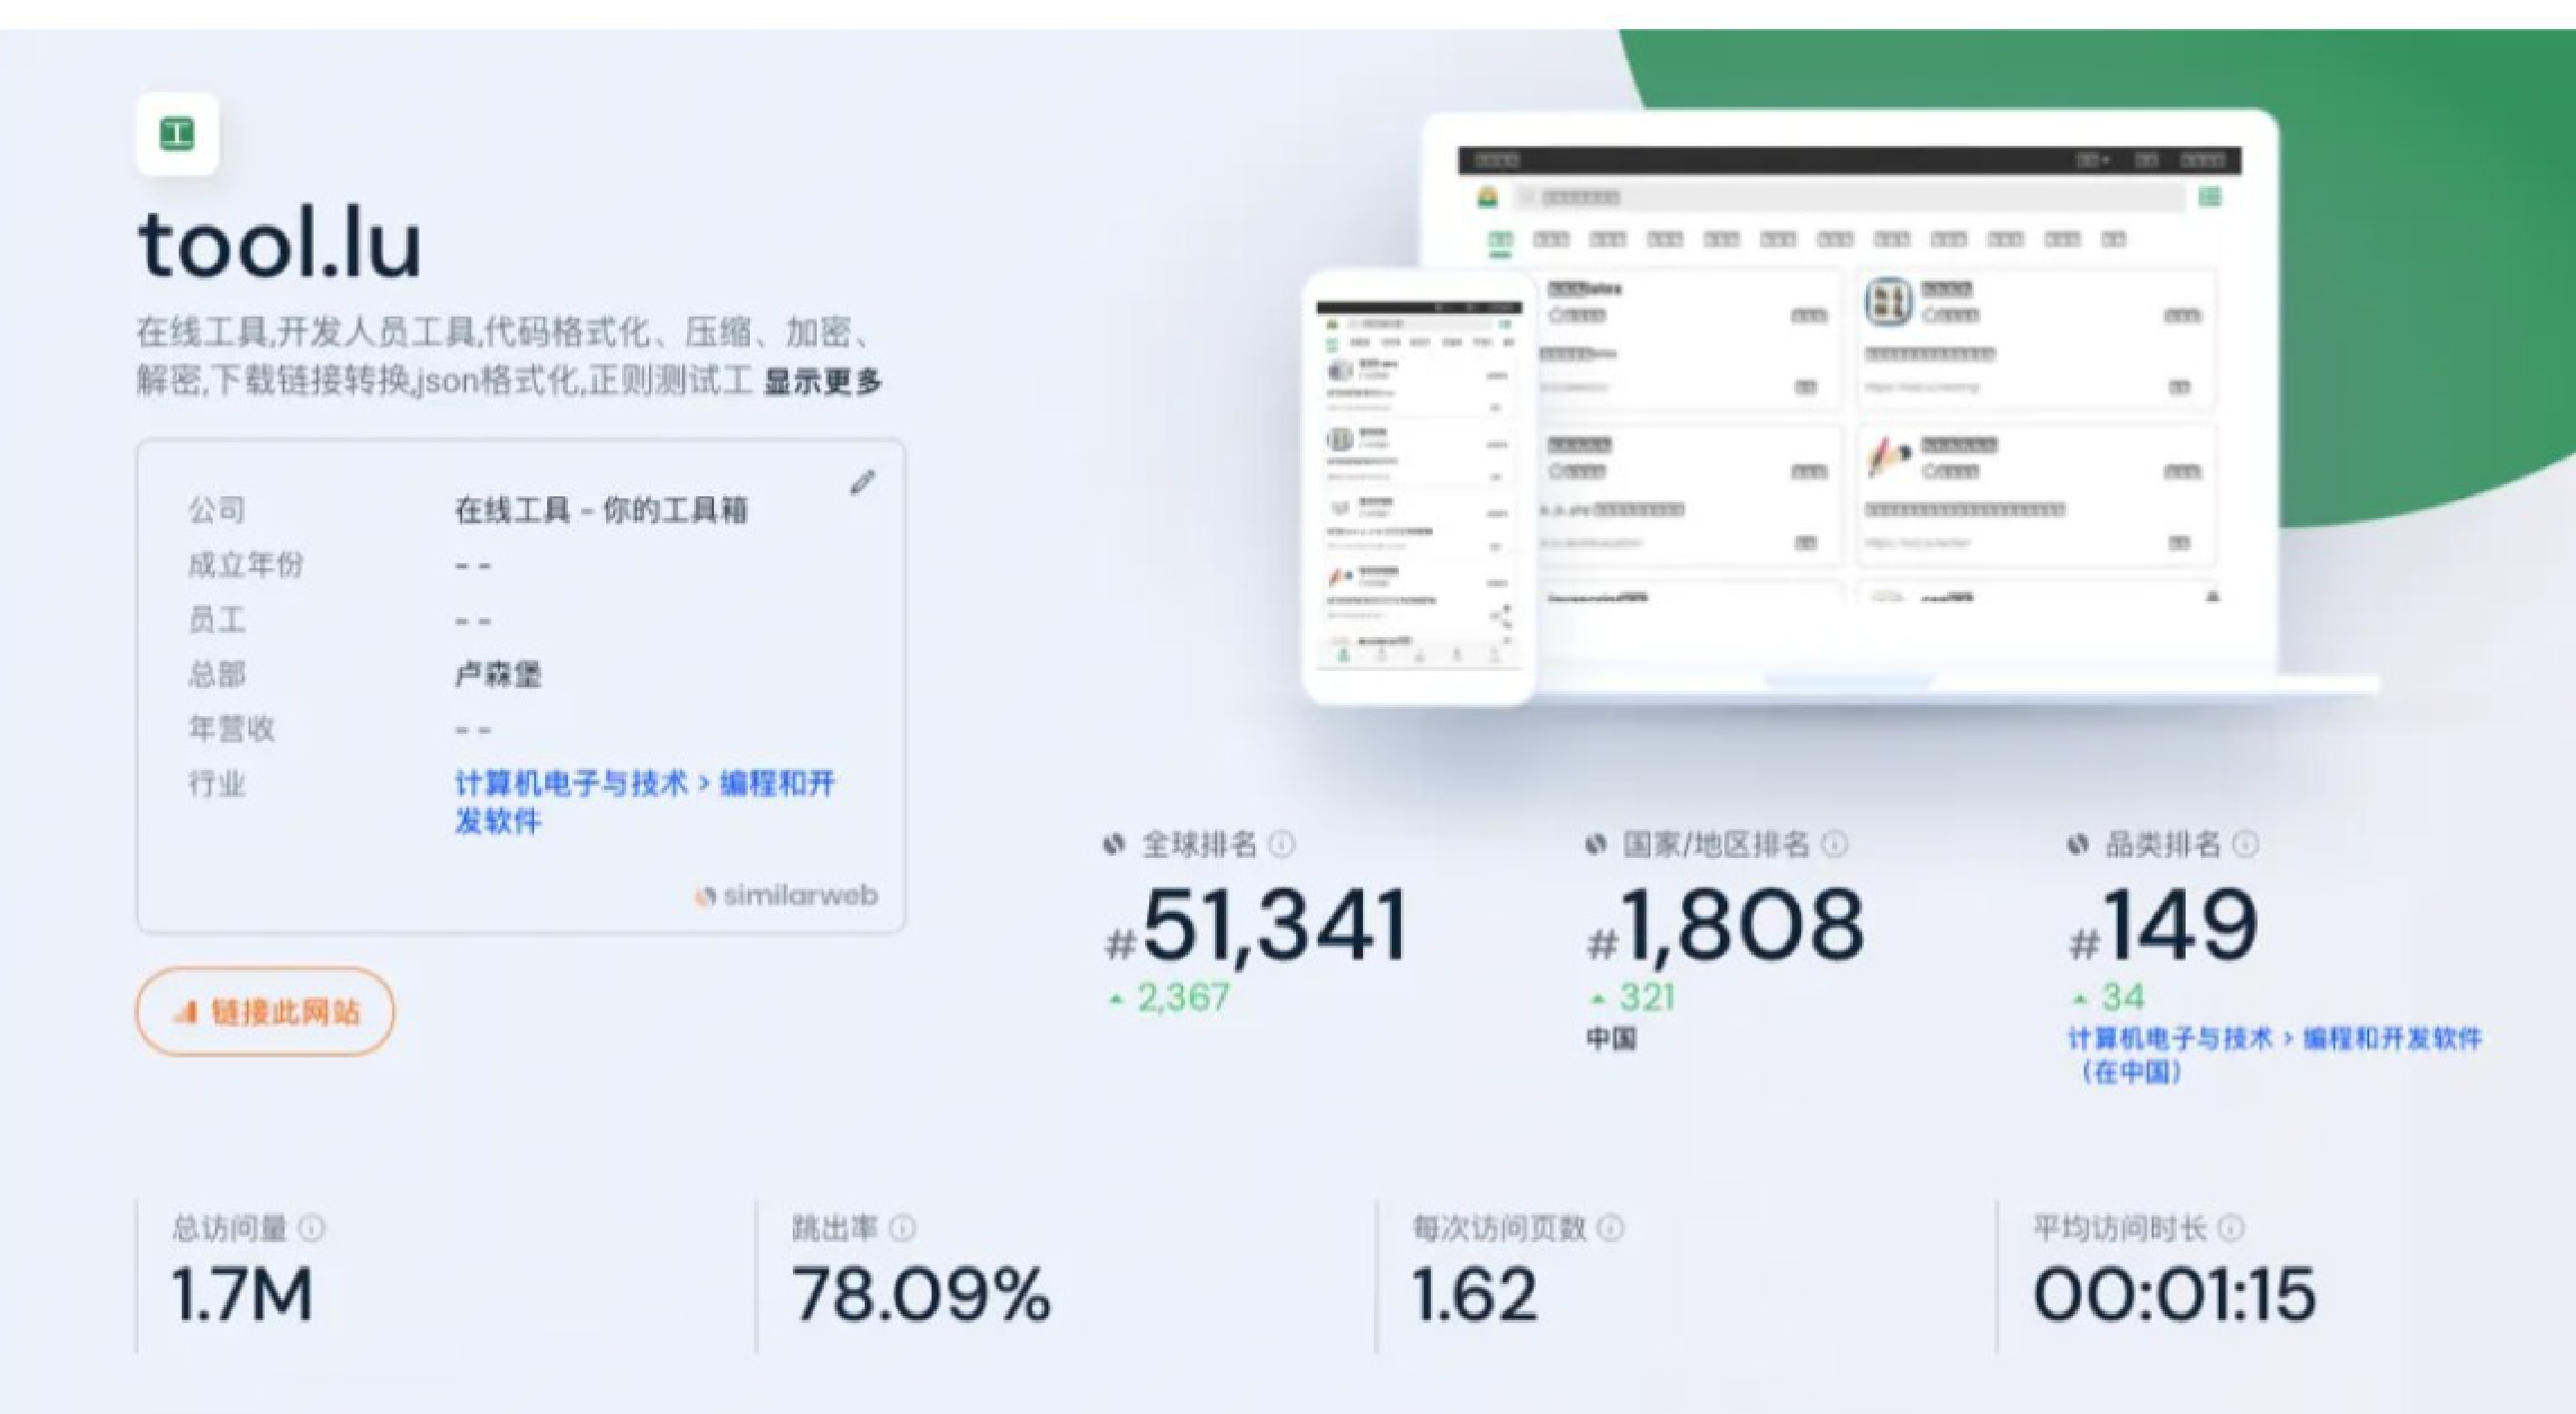 工
tool.lu
在线工具,开发人员工具,代码格式化、压缩、加密、
解密,下载链接转换,json格式化,正则测试工 显示更多
公司 在线工具 - 你的工具箱
成立年份 - -
员工 - -
总部 卢森堡
年营收 - -
行业 计算机电子与技术 > 编程和开
发软件
similarweb
链接此网站
全球排名
#51,341
2,367
国家/地区排名
#1,808
321
中国
品类排名
#149
34
计算机电子与技术 > 编程和开发软件
（在中国）
总访问量
1.7M
跳出率
78.09%
每次访问页数
1.62
平均访问时长
00:01:15